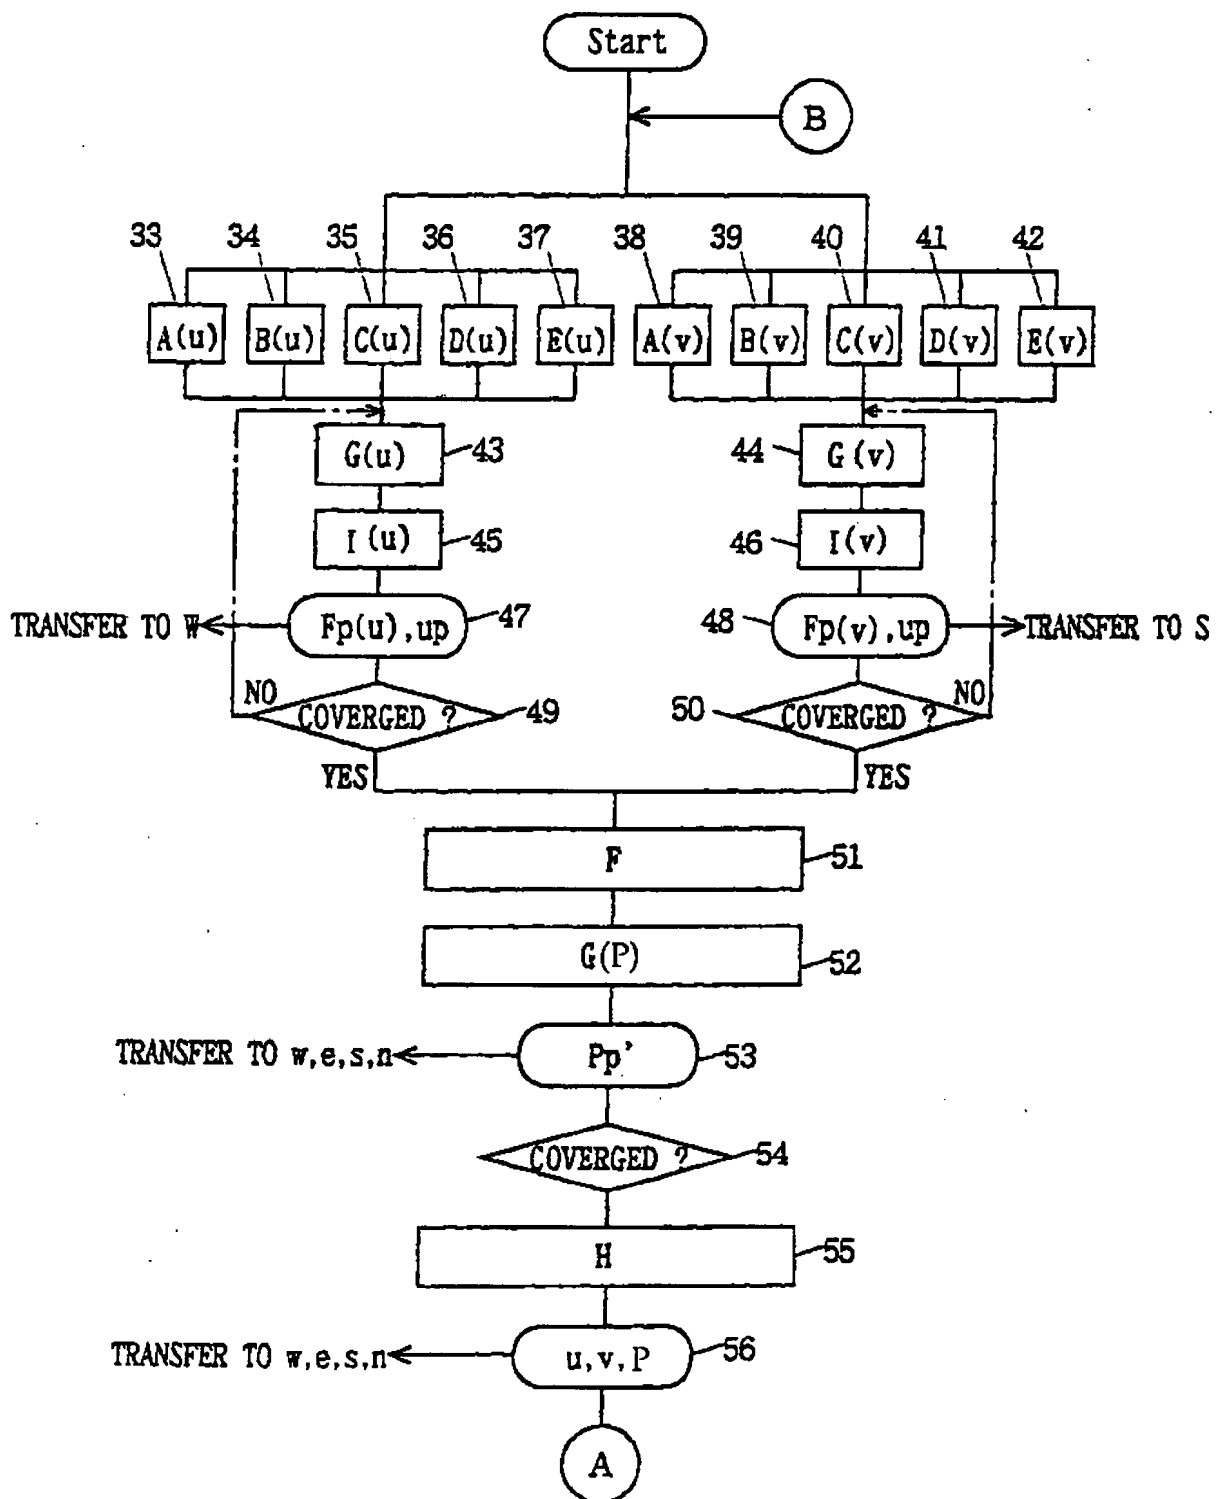 Start
B
33 34 35 36 37 38 39 40 41 42
A(u) B(u) C(u) D(u) E(u) A(v) B(v) C(v) D(v) E(v)
G(u) 43 44 G(v)
I(u) 45 46 I(v)
TRANSFER TO W Fp(u),up 47 48 Fp(v),up TRANSFER TO S
NO COVERGED ? 49 50 COVERGED ? NO
YES YES
F 51
G(P) 52
TRANSFER TO w,e,s,n Pp' 53
COVERGED ? 54
H 55
TRANSFER TO w,e,s,n u,v,P 56
A